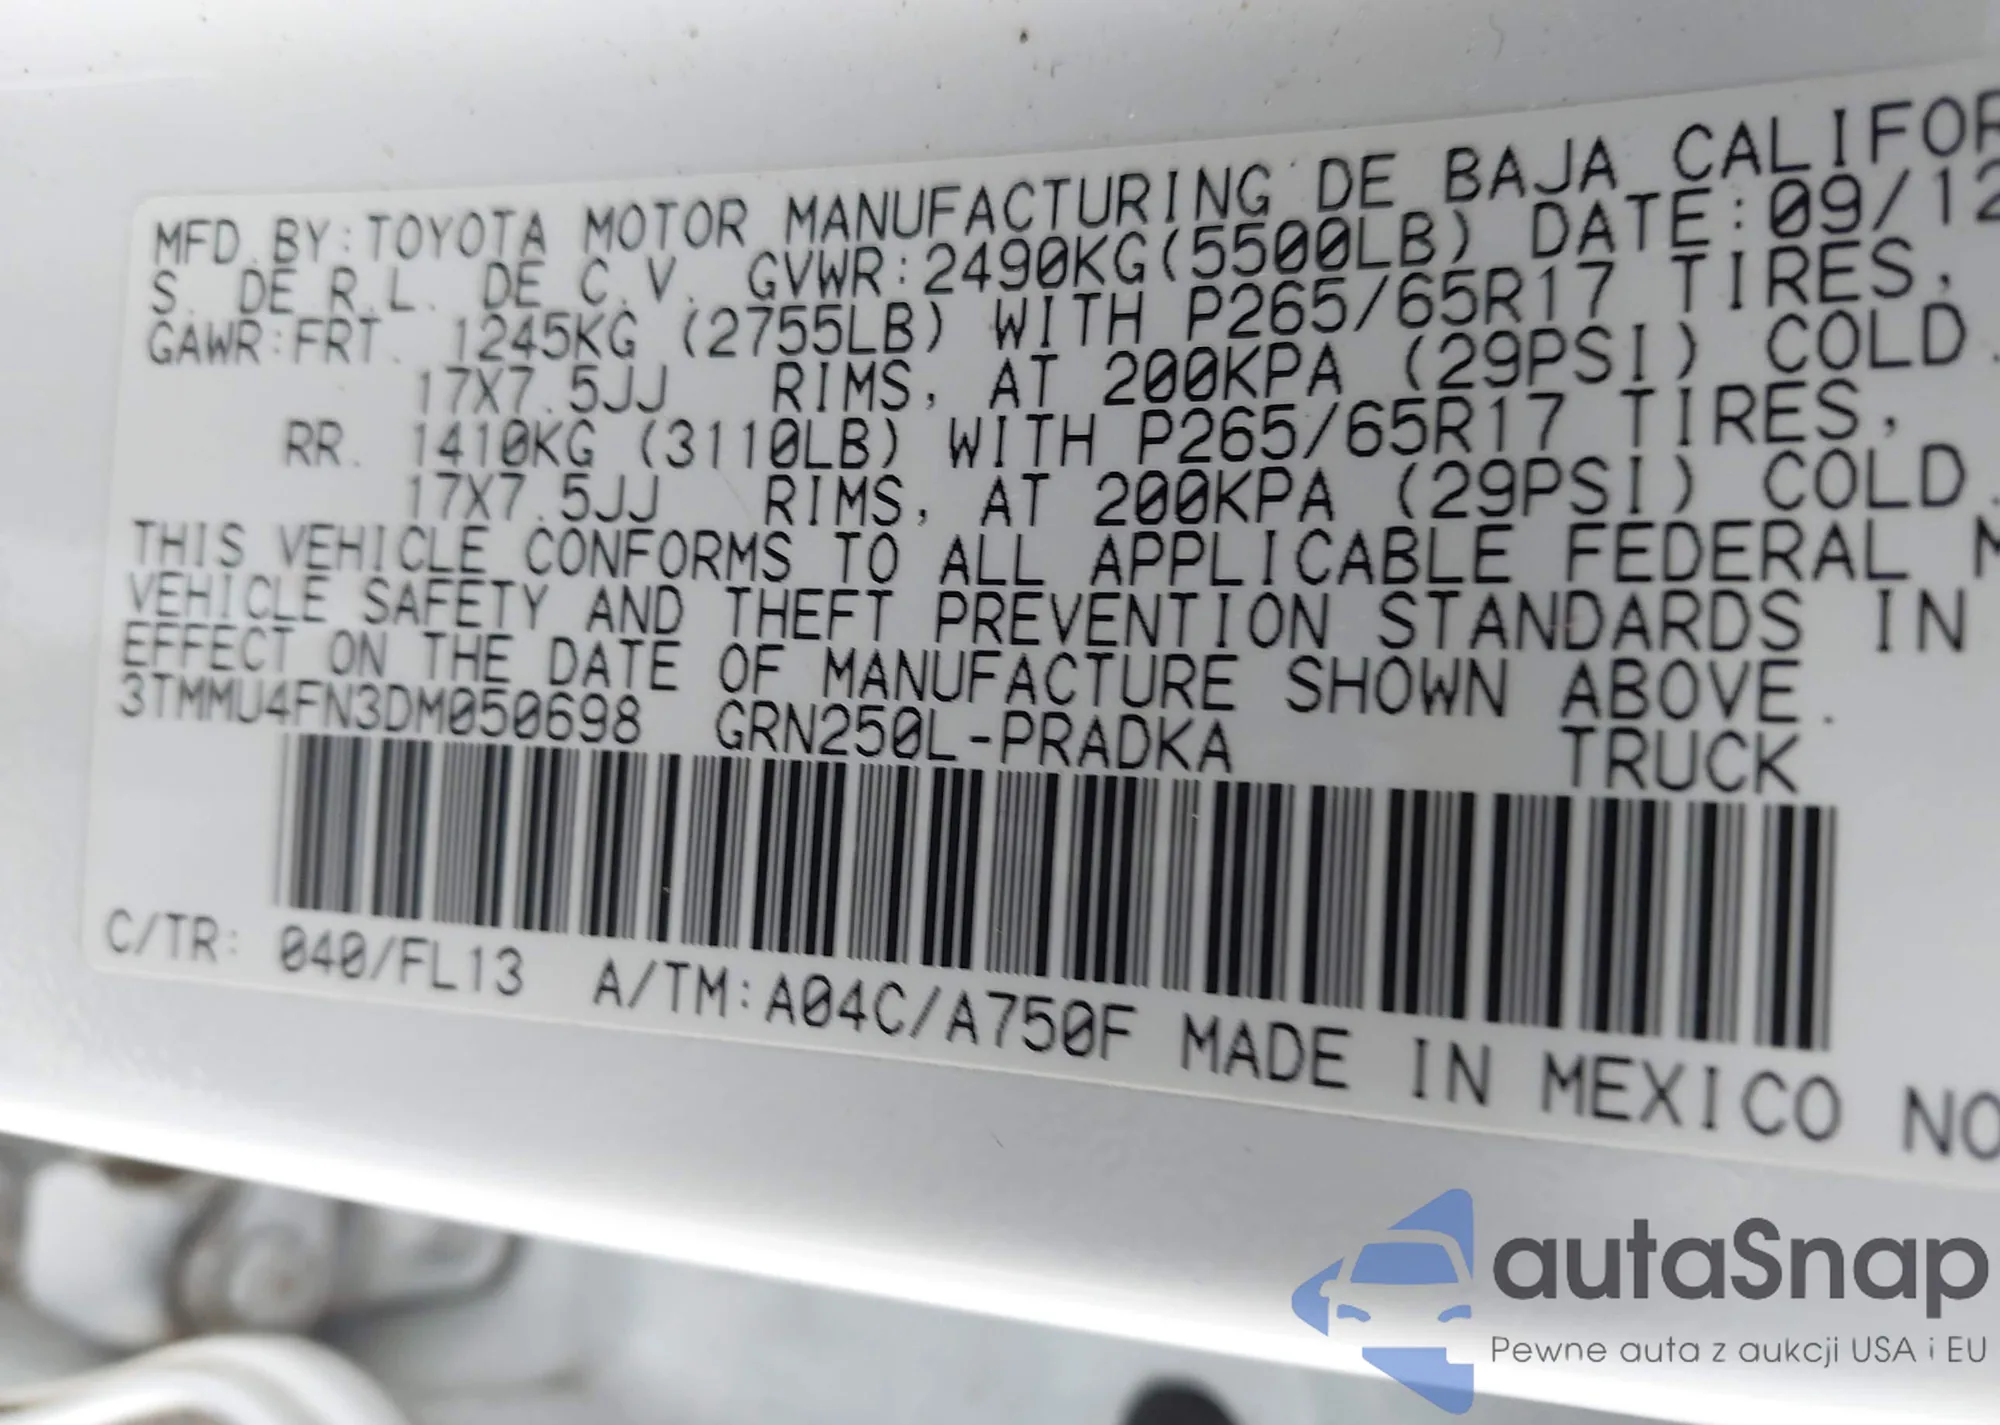 MFD.BY:TOYOTA MOTOR MANUFACTURING DE BAJA CALIFOR
S. DE R.L. DE C.V. GVWR:2490KG(5500LB) DATE:09/12
GAWR:FRT. 1245KG (2755LB) WITH P265/65R17 TIRES,
17X7.5JJ RIMS, AT 200KPA (29PSI) COLD.
RR. 1410KG (3110LB) WITH P265/65R17 TIRES,
17X7.5JJ RIMS, AT 200KPA (29PSI) COLD.
THIS VEHICLE CONFORMS TO ALL APPLICABLE FEDERAL M
VEHICLE SAFETY AND THEFT PREVENTION STANDARDS IN
EFFECT ON THE DATE OF MANUFACTURE SHOWN ABOVE.
3TMMU4FN3DM050698 GRN250L-PRADKA TRUCK
C/TR: 040/FL13 A/TM:A04C/A750F MADE IN MEXICO NO
autaSnap
Pewne auta z aukcji USA i EU